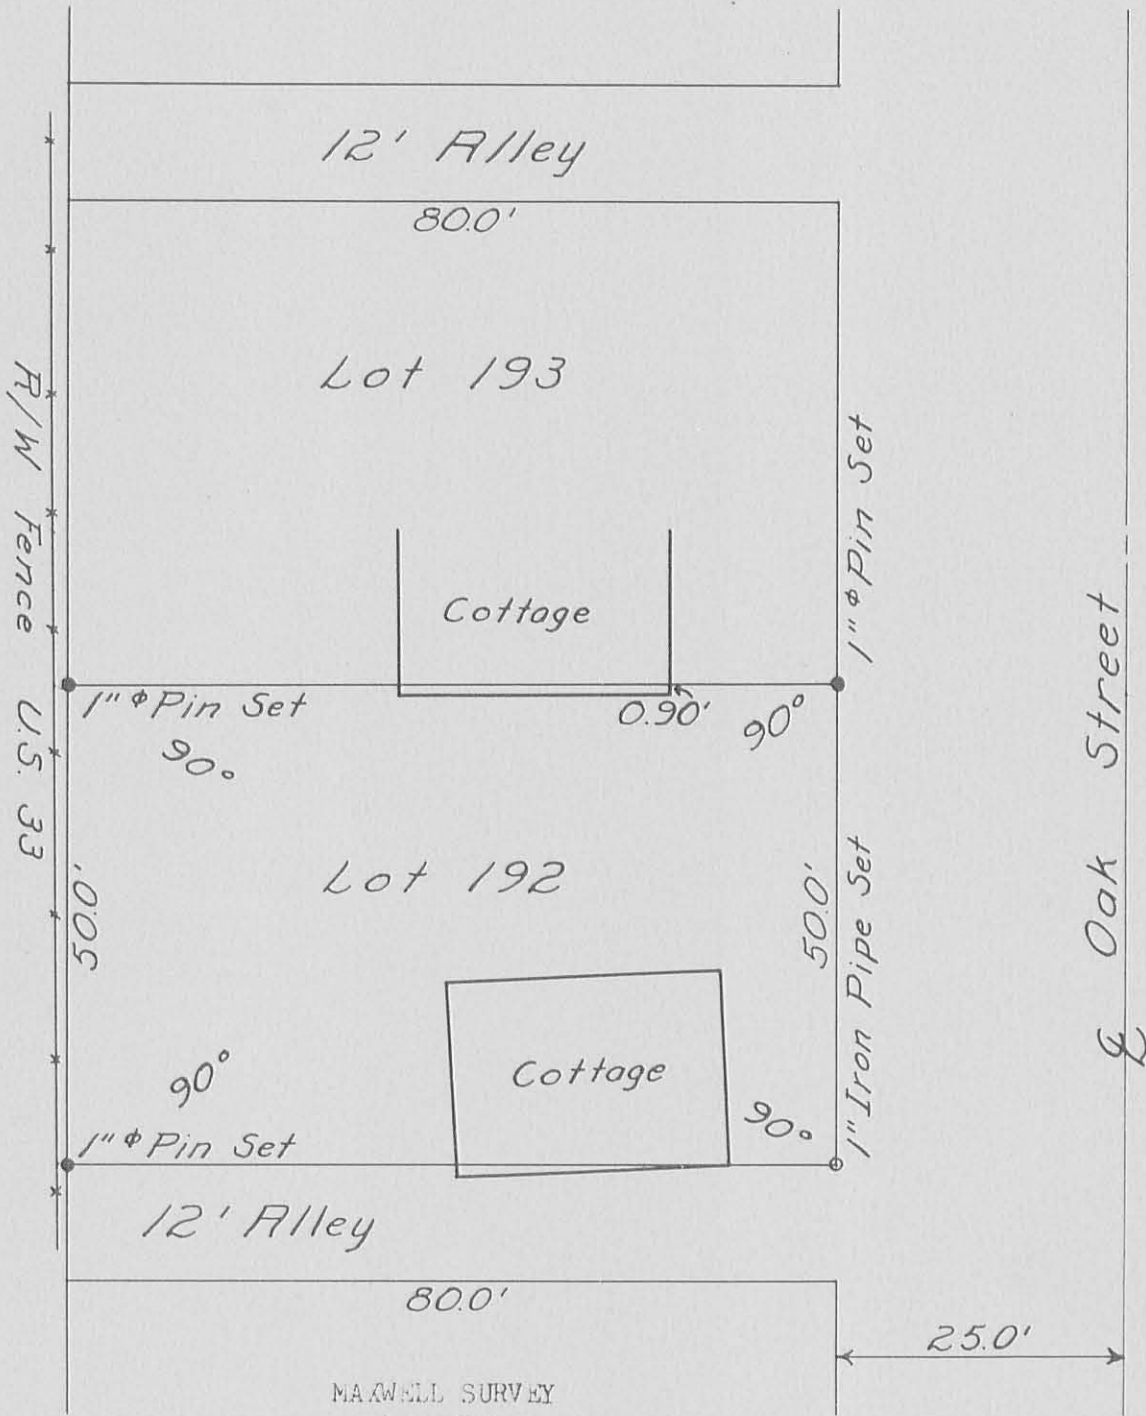 12' Alley
80.0'
Lot 193
R/W Fence U.S. 33
1"ϕ Pin Set
Cottage
1"ϕ Pin Set
0.90'
90°
90°
Oak Street
℄
Lot 192
50.0'
50.0'
1" Iron Pipe Set
Cottage
90°
90°
1"ϕ Pin Set
12' Alley
80.0'
25.0'
MAXWELL SURVEY